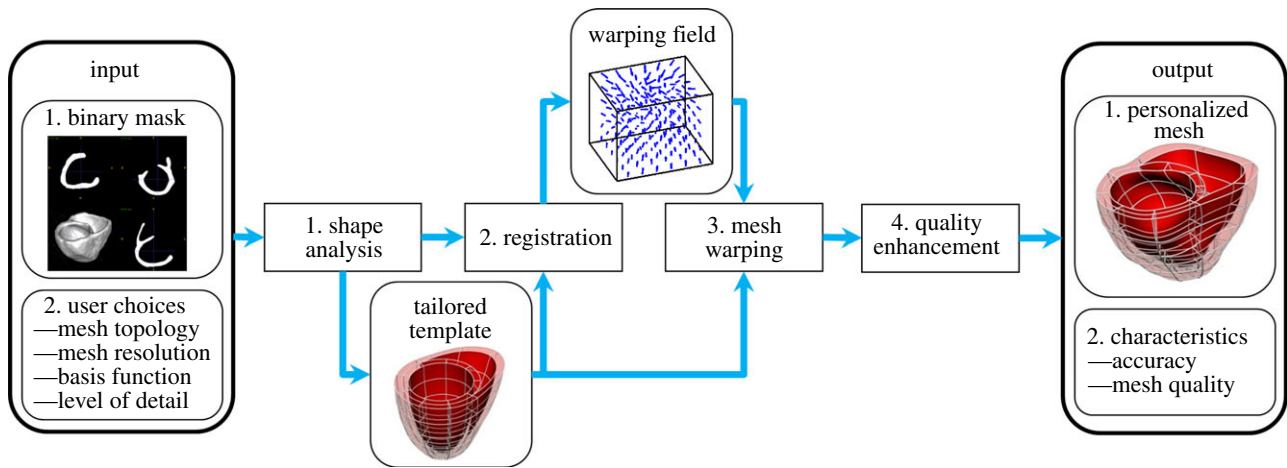 input
1. binary mask
2. user choices
—mesh topology
—mesh resolution
—basis function
—level of detail
1. shape
analysis
tailored
template
2. registration
warping field
3. mesh
warping
4. quality
enhancement
output
1. personalized
mesh
2. characteristics
—accuracy
—mesh quality